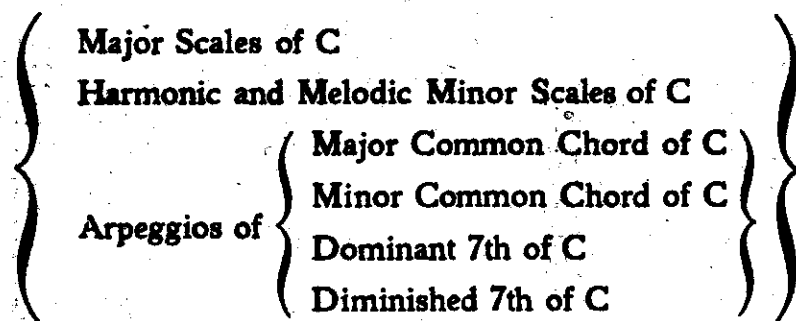 Major Scales of C
Harmonic and Melodic Minor Scales of C
Arpeggios of
Major Common Chord of C
Minor Common Chord of C
Dominant 7th of C
Diminished 7th of C